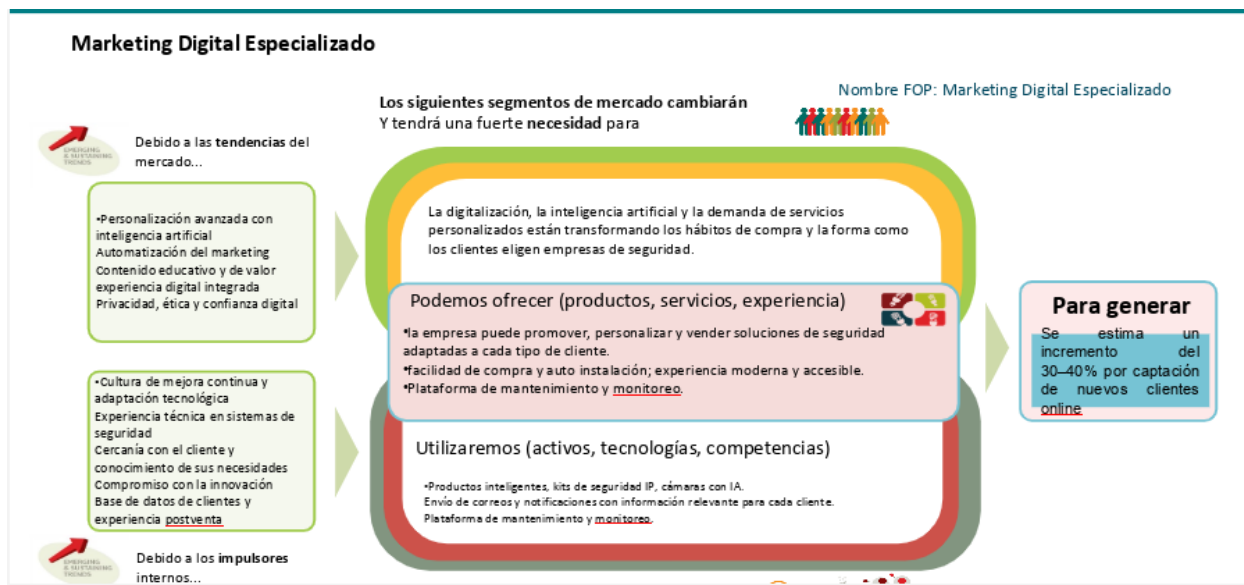 Marketing Digital Especializado
Nombre FOP: Marketing Digital Especializado
Los siguientes segmentos de mercado cambiarán
Y tendrá una fuerte necesidad para
EMERGING
& SUSTAINING
TRENDS
Debido a las tendencias del
mercado...
•Personalización avanzada con
inteligencia artificial
Automatización del marketing
Contenido educativo y de valor
experiencia digital integrada
Privacidad, ética y confianza digital
La digitalización, la inteligencia artificial y la demanda de servicios
personalizados están transformando los hábitos de compra y la forma como
los clientes eligen empresas de seguridad.
Podemos ofrecer (productos, servicios, experiencia)
•la empresa puede promover, personalizar y vender soluciones de seguridad
adaptadas a cada tipo de cliente.
•facilidad de compra y auto instalación; experiencia moderna y accesible.
•Plataforma de mantenimiento y monitoreo.
Para generar
Se estima un
incremento del
30–40% por captación
de nuevos clientes
online
•Cultura de mejora continua y
adaptación tecnológica
Experiencia técnica en sistemas de
seguridad
Cercanía con el cliente y
conocimiento de sus necesidades
Compromiso con la innovación
Base de datos de clientes y
experiencia postventa
Utilizaremos (activos, tecnologías, competencias)
•Productos inteligentes, kits de seguridad IP, cámaras con IA.
Envío de correos y notificaciones con información relevante para cada cliente.
Plataforma de mantenimiento y monitoreo.
EMERGING
& SUSTAINING
TRENDS
Debido a los impulsores
internos...